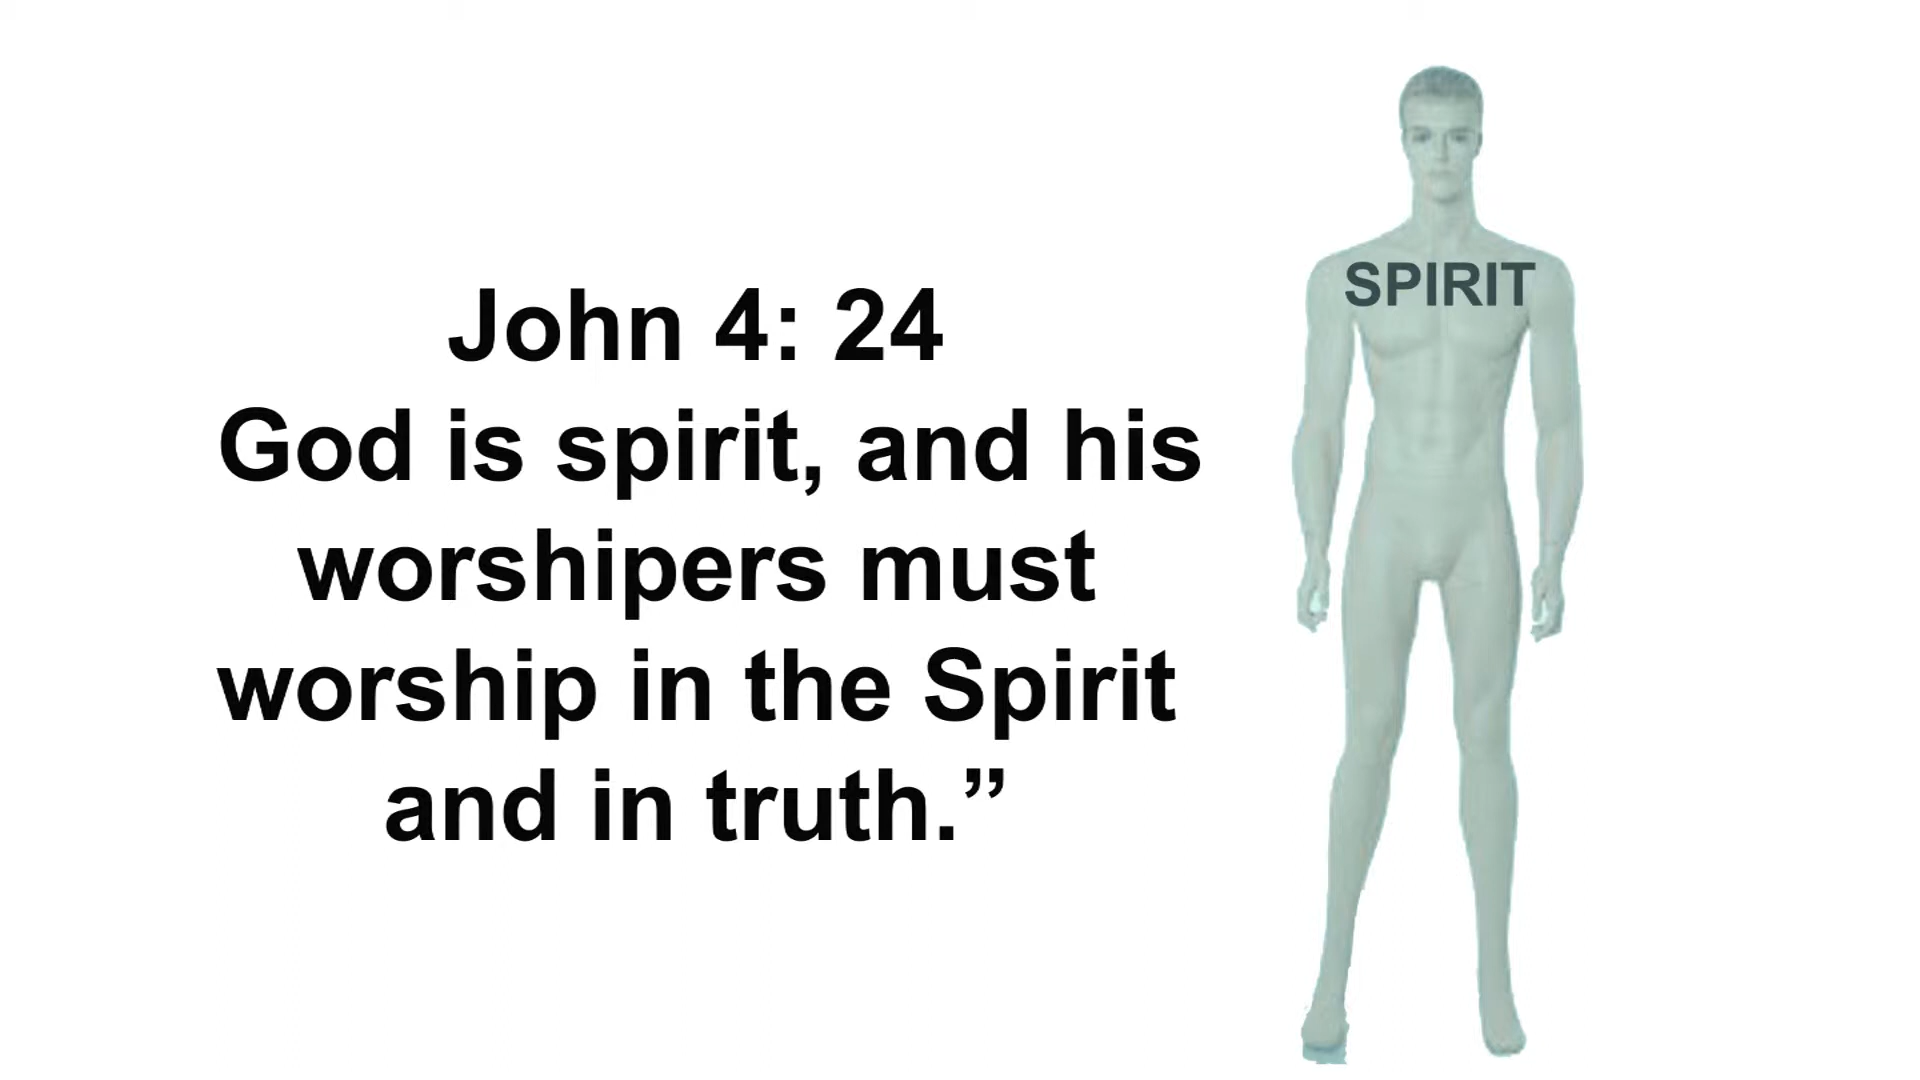 John 4: 24
God is spirit, and his
worshipers must
worship in the Spirit
and in truth.”
SPIRIT